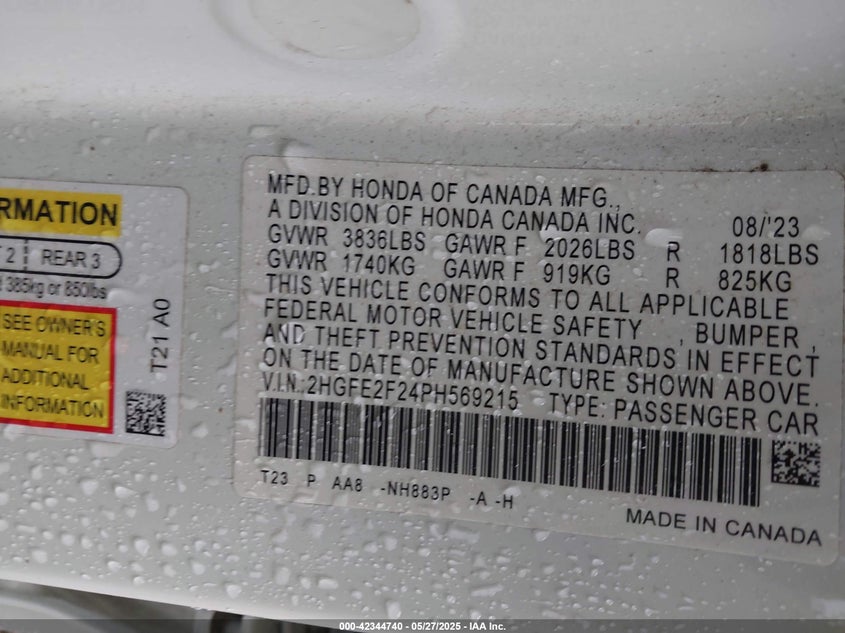 RMATION
T 2 REAR 3
385kg or 850lbs
SEE OWNER'S
MANUAL FOR
ADDITIONAL
INFORMATION
T21 A0
MFD.BY HONDA OF CANADA MFG.,
A DIVISION OF HONDA CANADA INC. 08/'23
GVWR 3836LBS GAWR F 2026LBS R 1818LBS
GVWR 1740KG GAWR F 919KG R 825KG
THIS VEHICLE CONFORMS TO ALL APPLICABLE
FEDERAL MOTOR VEHICLE SAFETY , BUMPER ,
AND THEFT PREVENTION STANDARDS IN EFFECT
ON THE DATE OF MANUFACTURE SHOWN ABOVE.
V.I.N.:2HGFE2F24PH569215 TYPE: PASSENGER CAR
T23 P AA8 -NH883P -A -H
MADE IN CANADA
000-42344740 - 05/27/2025 - IAA Inc.